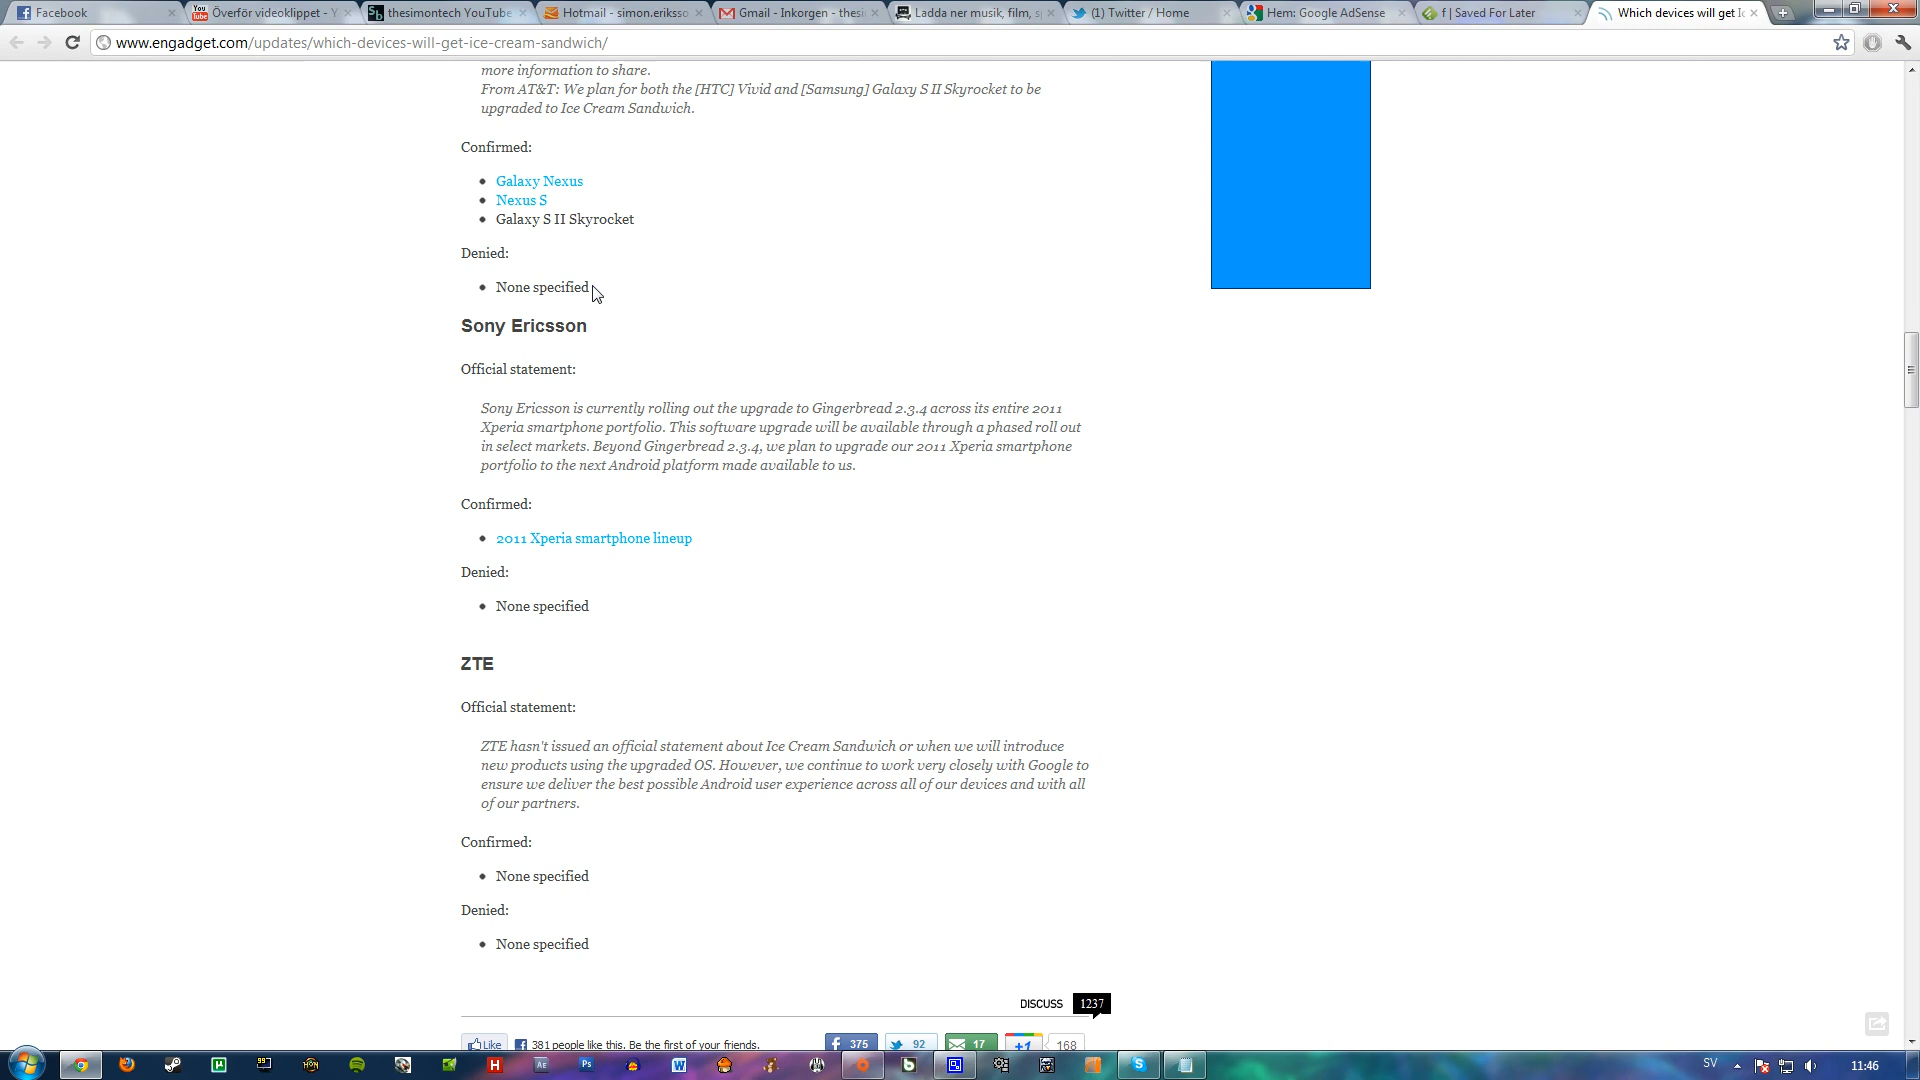 Facebook
Överför videoklippet - Y
thesimontech YouTube
Hotmail - simon.eriksso
Gmail - Inkorgen - thesi
Ladda ner musik, film, sp
(1) Twitter / Home
Hem: Google AdSense
f | Saved For Later
Which devices will get Ic
www.engadget.com/updates/which-devices-will-get-ice-cream-sandwich/
more information to share.
From AT&T: We plan for both the [HTC] Vivid and [Samsung] Galaxy S II Skyrocket to be
upgraded to Ice Cream Sandwich.
Confirmed:
Galaxy Nexus
Nexus S
Galaxy S II Skyrocket
Denied:
None specified
Sony Ericsson
Official statement:
Sony Ericsson is currently rolling out the upgrade to Gingerbread 2.3.4 across its entire 2011
Xperia smartphone portfolio. This software upgrade will be available through a phased roll out
in select markets. Beyond Gingerbread 2.3.4, we plan to upgrade our 2011 Xperia smartphone
portfolio to the next Android platform made available to us.
Confirmed:
2011 Xperia smartphone lineup
Denied:
None specified
ZTE
Official statement:
ZTE hasn't issued an official statement about Ice Cream Sandwich or when we will introduce
new products using the upgraded OS. However, we continue to work very closely with Google to
ensure we deliver the best possible Android user experience across all of our devices and with all
of our partners.
Confirmed:
None specified
Denied:
None specified
DISCUSS 1237
Like 381 people like this. Be the first of your friends. 375 92 17 +1 168
SV 11:46